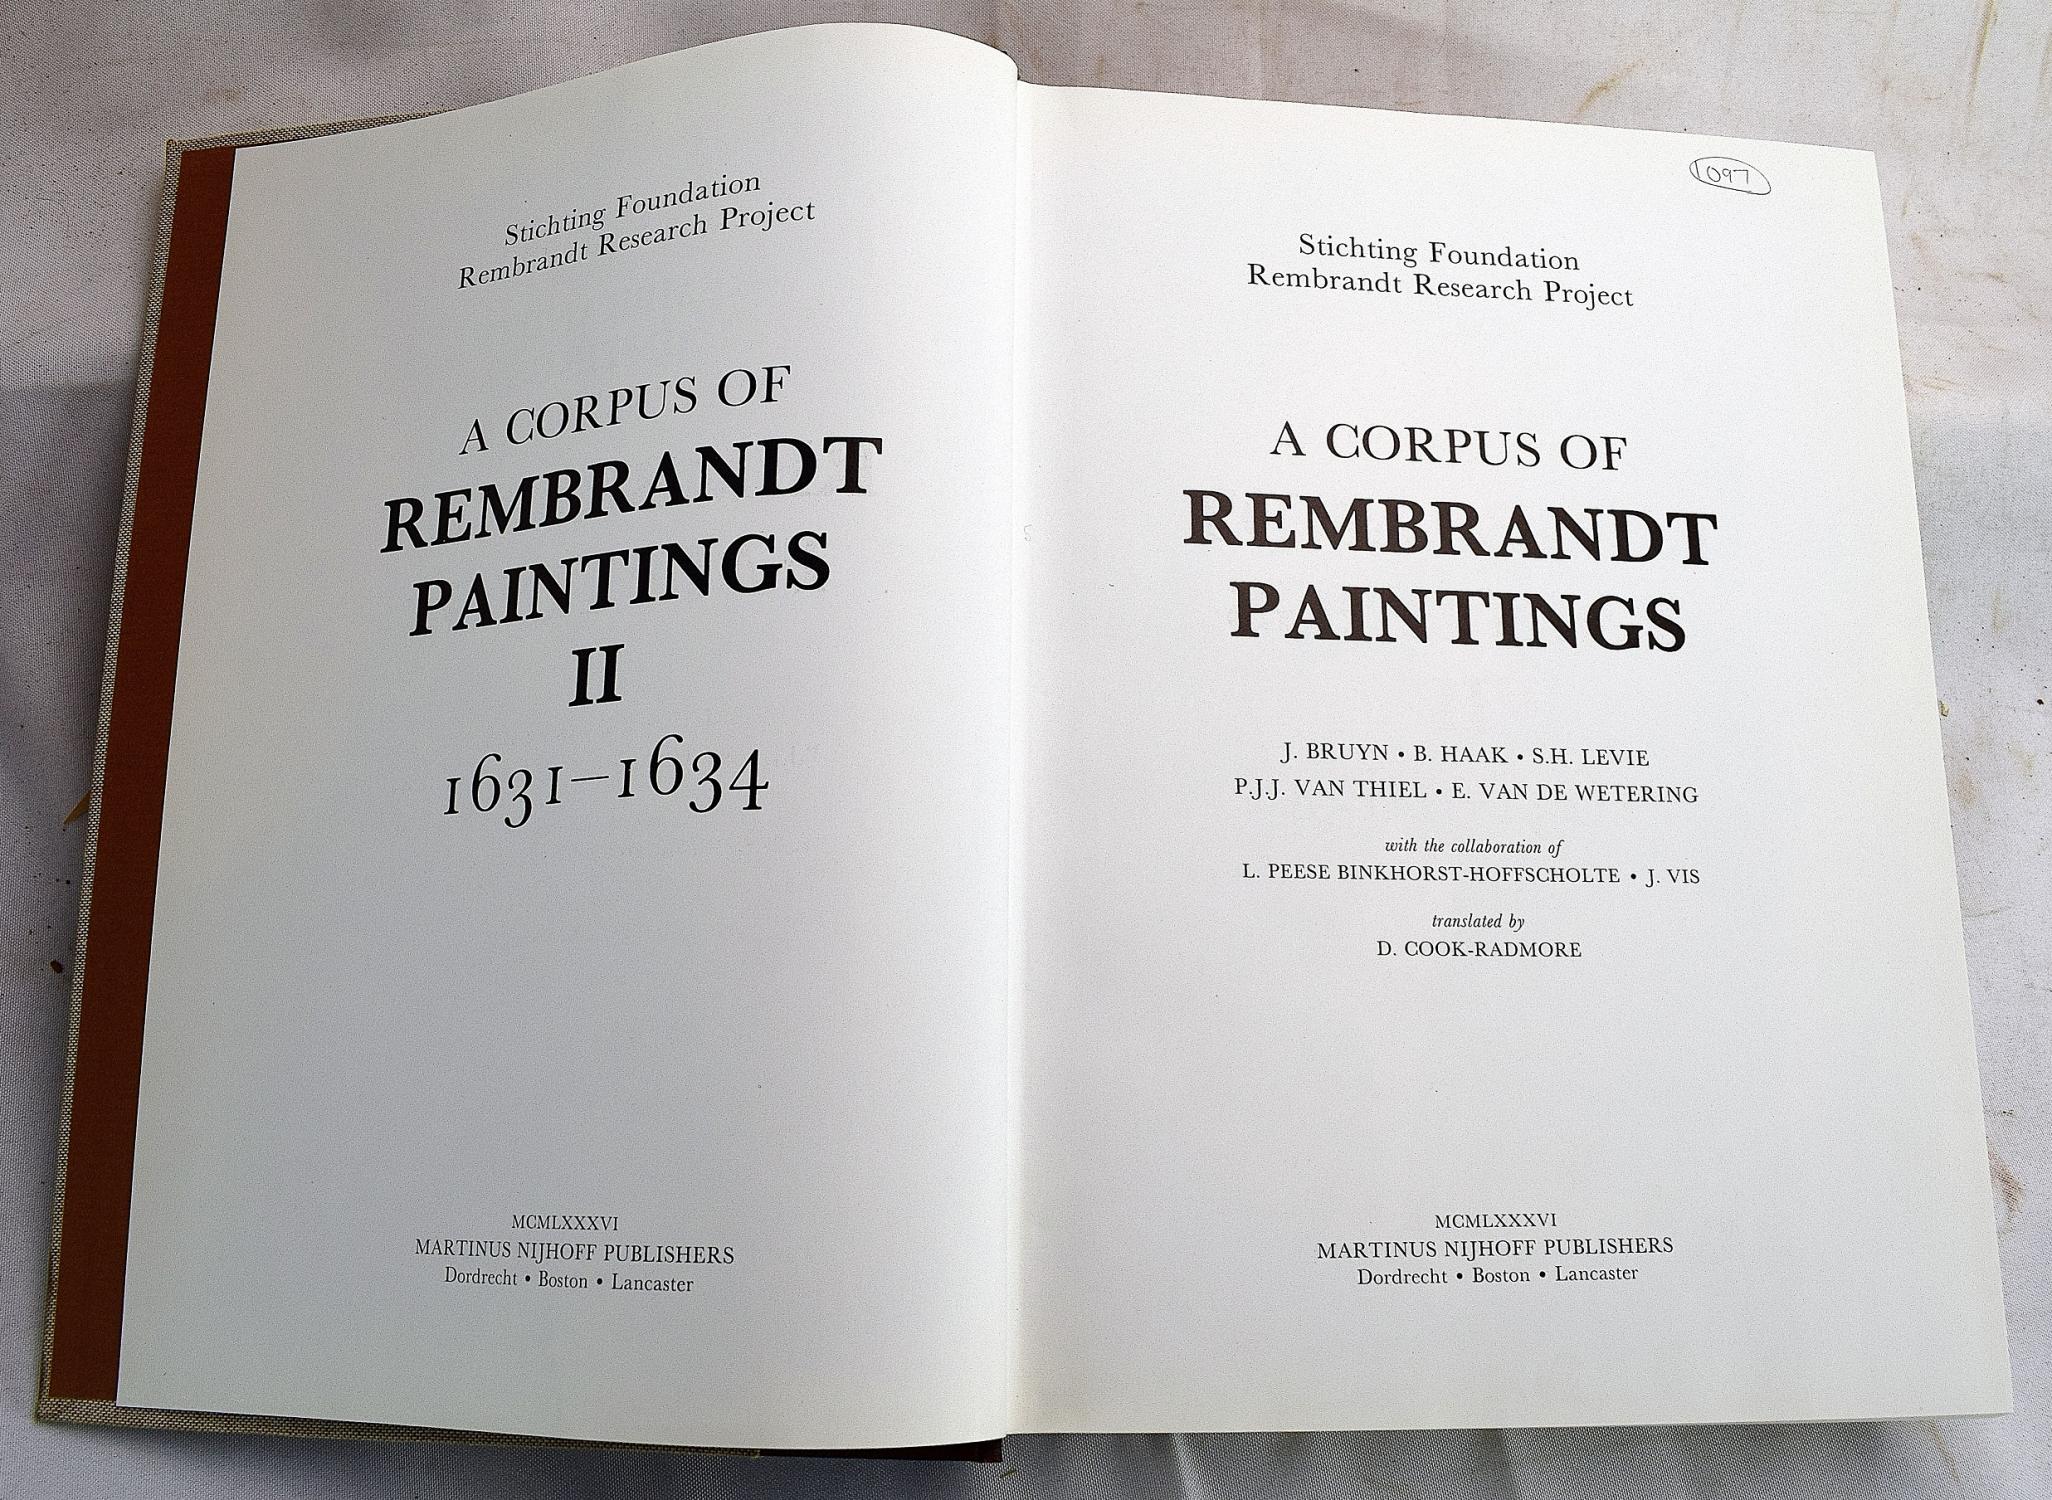 Stichting Foundation
Rembrandt Research Project
A CORPUS OF
REMBRANDT
PAINTINGS
II
1631–1634
MCMLXXXVI
MARTINUS NIJHOFF PUBLISHERS
Dordrecht • Boston • Lancaster
1097
Stichting Foundation
Rembrandt Research Project
A CORPUS OF
REMBRANDT
PAINTINGS
J. BRUYN • B. HAAK • S.H. LEVIE
P.J.J. VAN THIEL • E. VAN DE WETERING
with the collaboration of
L. PEESE BINKHORST-HOFFSCHOLTE • J. VIS
translated by
D. COOK-RADMORE
MCMLXXXVI
MARTINUS NIJHOFF PUBLISHERS
Dordrecht • Boston • Lancaster